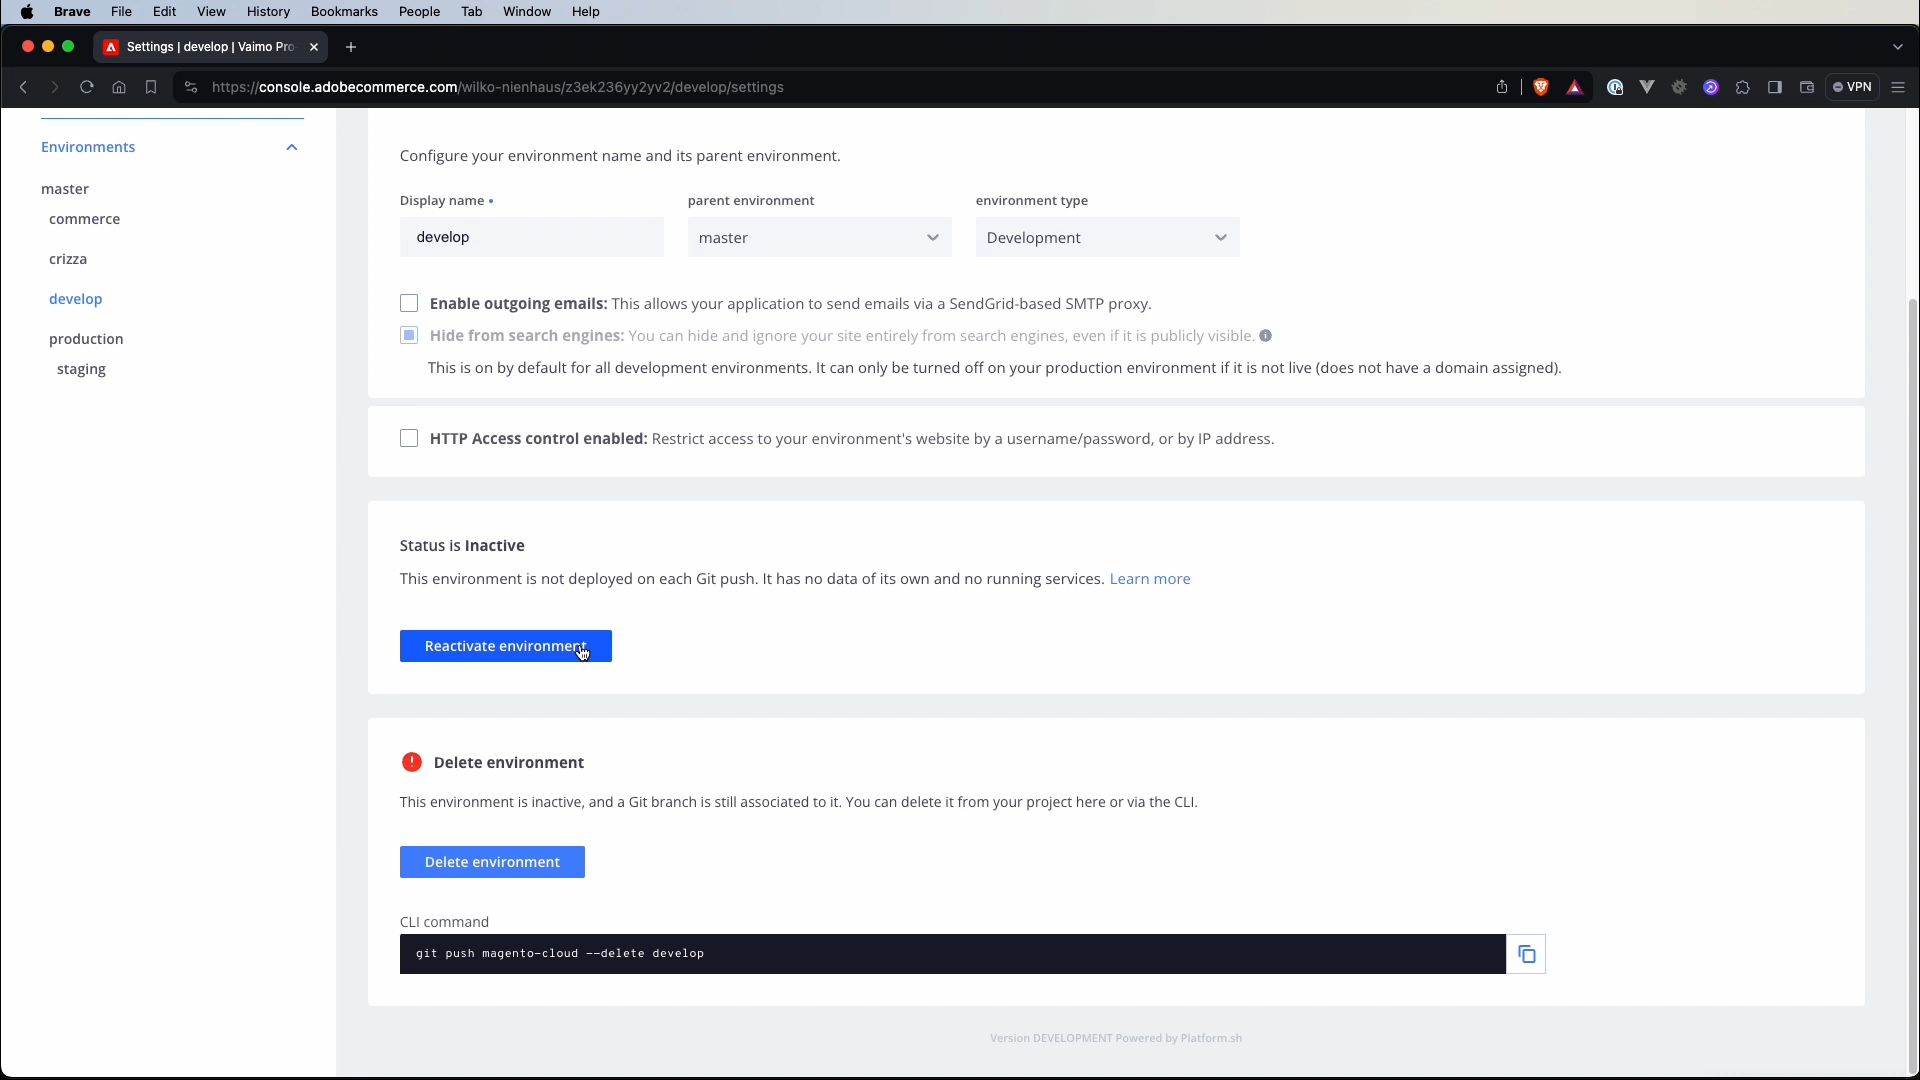 Brave File Edit View History Bookmarks People Tab Window Help
Settings | develop | Vaimo Pro
https://console.adobecommerce.com/wilko-nienhaus/z3ek236yy2yv2/develop/settings
VPN
Environments
master
commerce
crizza
develop
production
staging
Configure your environment name and its parent environment.
Display name parent environment environment type
develop master Development
Enable outgoing emails: This allows your application to send emails via a SendGrid-based SMTP proxy.
Hide from search engines: You can hide and ignore your site entirely from search engines, even if it is publicly visible.
This is on by default for all development environments. It can only be turned off on your production environment if it is not live (does not have a domain assigned).
HTTP Access control enabled: Restrict access to your environment's website by a username/password, or by IP address.
Status is Inactive
This environment is not deployed on each Git push. It has no data of its own and no running services. Learn more
Reactivate environment
Delete environment
This environment is inactive, and a Git branch is still associated to it. You can delete it from your project here or via the CLI.
Delete environment
CLI command
git push magento-cloud --delete develop
Version DEVELOPMENT Powered by Platform.sh